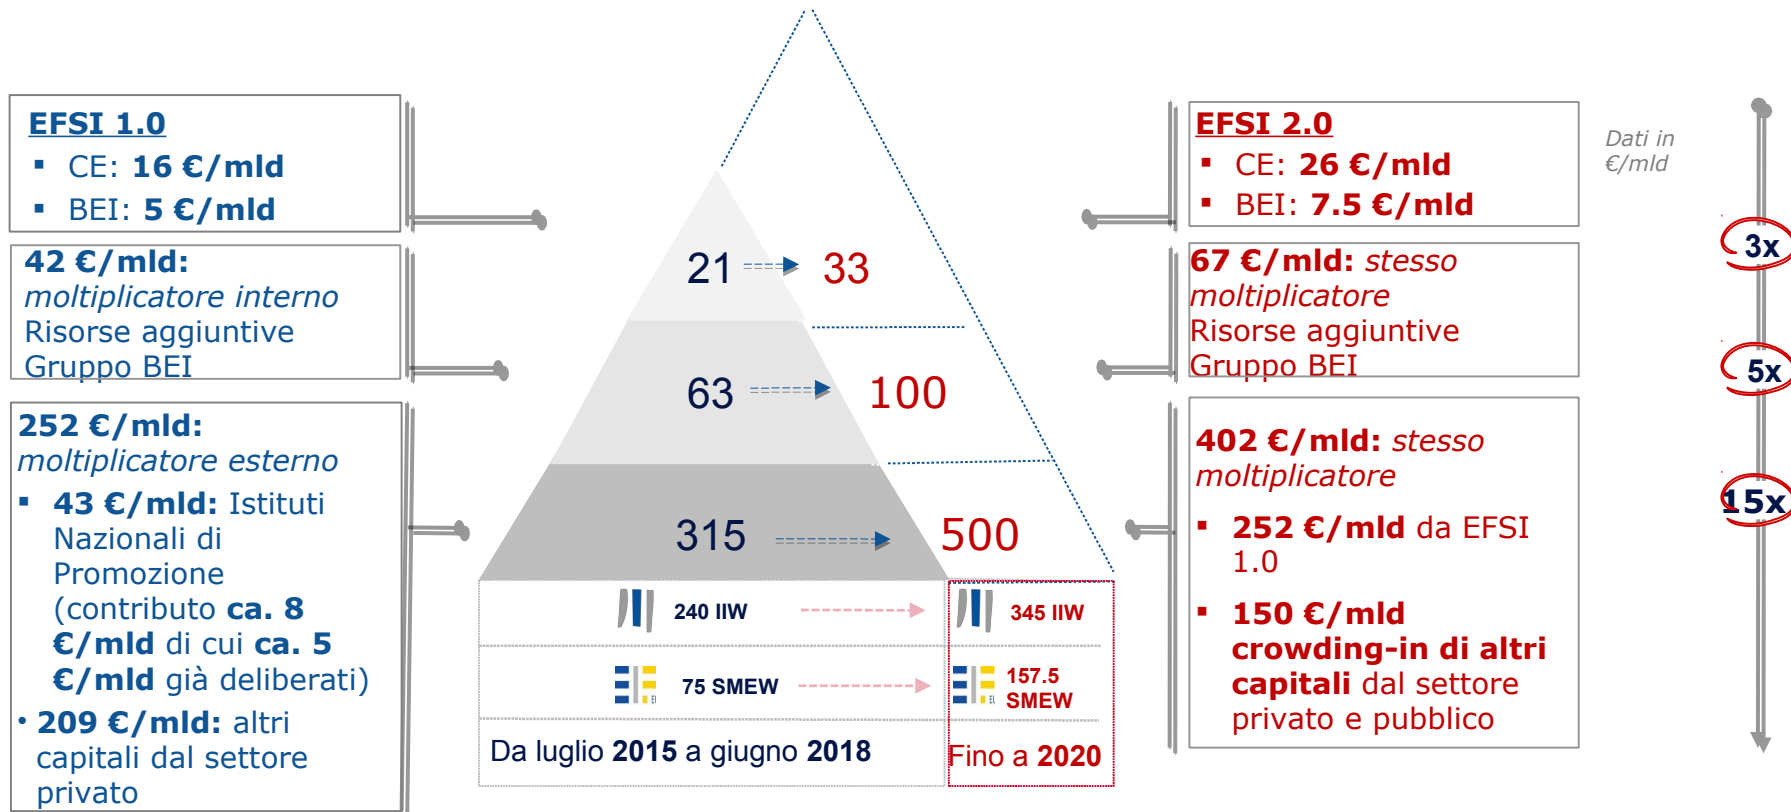 EFSI 1.0
▪ CE: 16 €/mld
▪ BEI: 5 €/mld
42 €/mld:
moltiplicatore interno
Risorse aggiuntive
Gruppo BEI
252 €/mld:
moltiplicatore esterno
▪ 43 €/mld: Istituti
Nazionali di
Promozione
(contributo ca. 8
€/mld di cui ca. 5
€/mld già deliberati)
• 209 €/mld: altri
capitali dal settore
privato
21
33
63
100
315
500
240 IIW
345 IIW
75 SMEW
157.5
SMEW
Da luglio 2015 a giugno 2018
Fino a 2020
EFSI 2.0
▪ CE: 26 €/mld
▪ BEI: 7.5 €/mld
67 €/mld: stesso
moltiplicatore
Risorse aggiuntive
Gruppo BEI
402 €/mld: stesso
moltiplicatore
▪ 252 €/mld da EFSI
1.0
▪ 150 €/mld
crowding-in di altri
capitali dal settore
privato e pubblico
Dati in
€/mld
3x
5x
15x